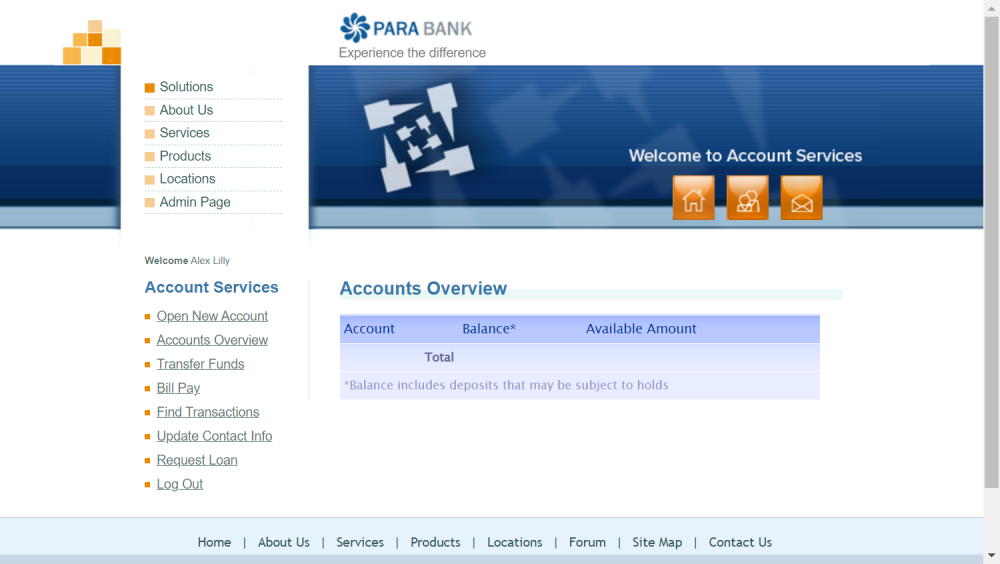 PARA BANK
Experience the difference
Solutions
About Us
Services
Products
Locations
Admin Page
Welcome to Account Services
Welcome Alex Lilly
Account Services
Open New Account
Accounts Overview
Transfer Funds
Bill Pay
Find Transactions
Update Contact Info
Request Loan
Log Out
Accounts Overview
Account Balance* Available Amount
Total
*Balance includes deposits that may be subject to holds
Home | About Us | Services | Products | Locations | Forum | Site Map | Contact Us